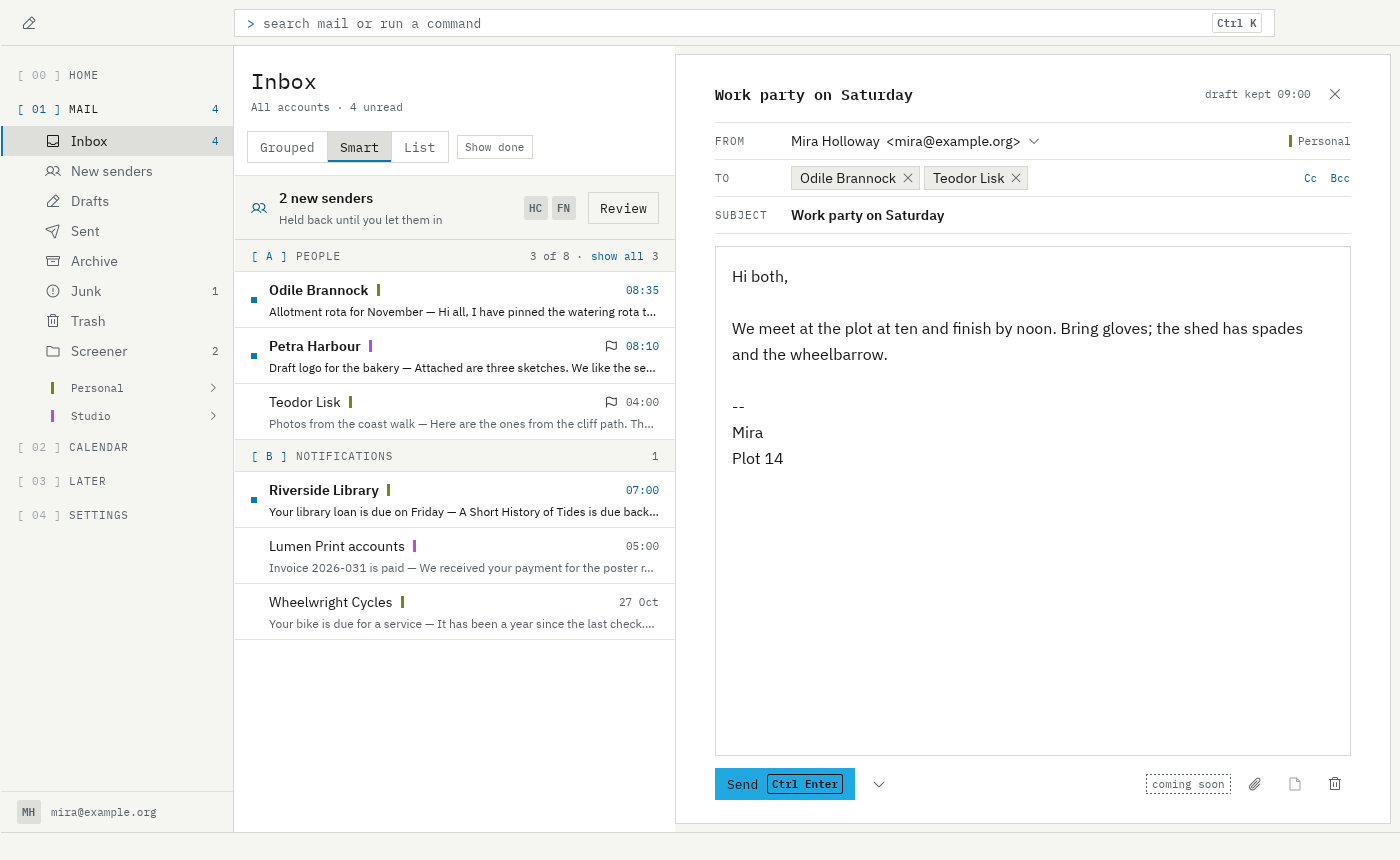 > search mail or run a command
Ctrl K
[ 00 ] HOME
[ 01 ] MAIL 4
Inbox 4
New senders
Drafts
Sent
Archive
Junk 1
Trash
Screener 2
Personal
Studio
[ 02 ] CALENDAR
[ 03 ] LATER
[ 04 ] SETTINGS
MH mira@example.org
Inbox
All accounts · 4 unread
Grouped Smart List Show done
2 new senders
Held back until you let them in
HC FN Review
[ A ] PEOPLE 3 of 8 · show all 3
Odile Brannock 08:35
Allotment rota for November — Hi all, I have pinned the watering rota t…
Petra Harbour 08:10
Draft logo for the bakery — Attached are three sketches. We like the se…
Teodor Lisk 04:00
Photos from the coast walk — Here are the ones from the cliff path. Th…
[ B ] NOTIFICATIONS 1
Riverside Library 07:00
Your library loan is due on Friday — A Short History of Tides is due back…
Lumen Print accounts 05:00
Invoice 2026-031 is paid — We received your payment for the poster r…
Wheelwright Cycles 27 Oct
Your bike is due for a service — It has been a year since the last check.…
Work party on Saturday draft kept 09:00
FROM Mira Holloway <mira@example.org> Personal
TO Odile Brannock Teodor Lisk Cc Bcc
SUBJECT Work party on Saturday
Hi both,
We meet at the plot at ten and finish by noon. Bring gloves; the shed has spades
and the wheelbarrow.
--
Mira
Plot 14
Send Ctrl Enter
coming soon